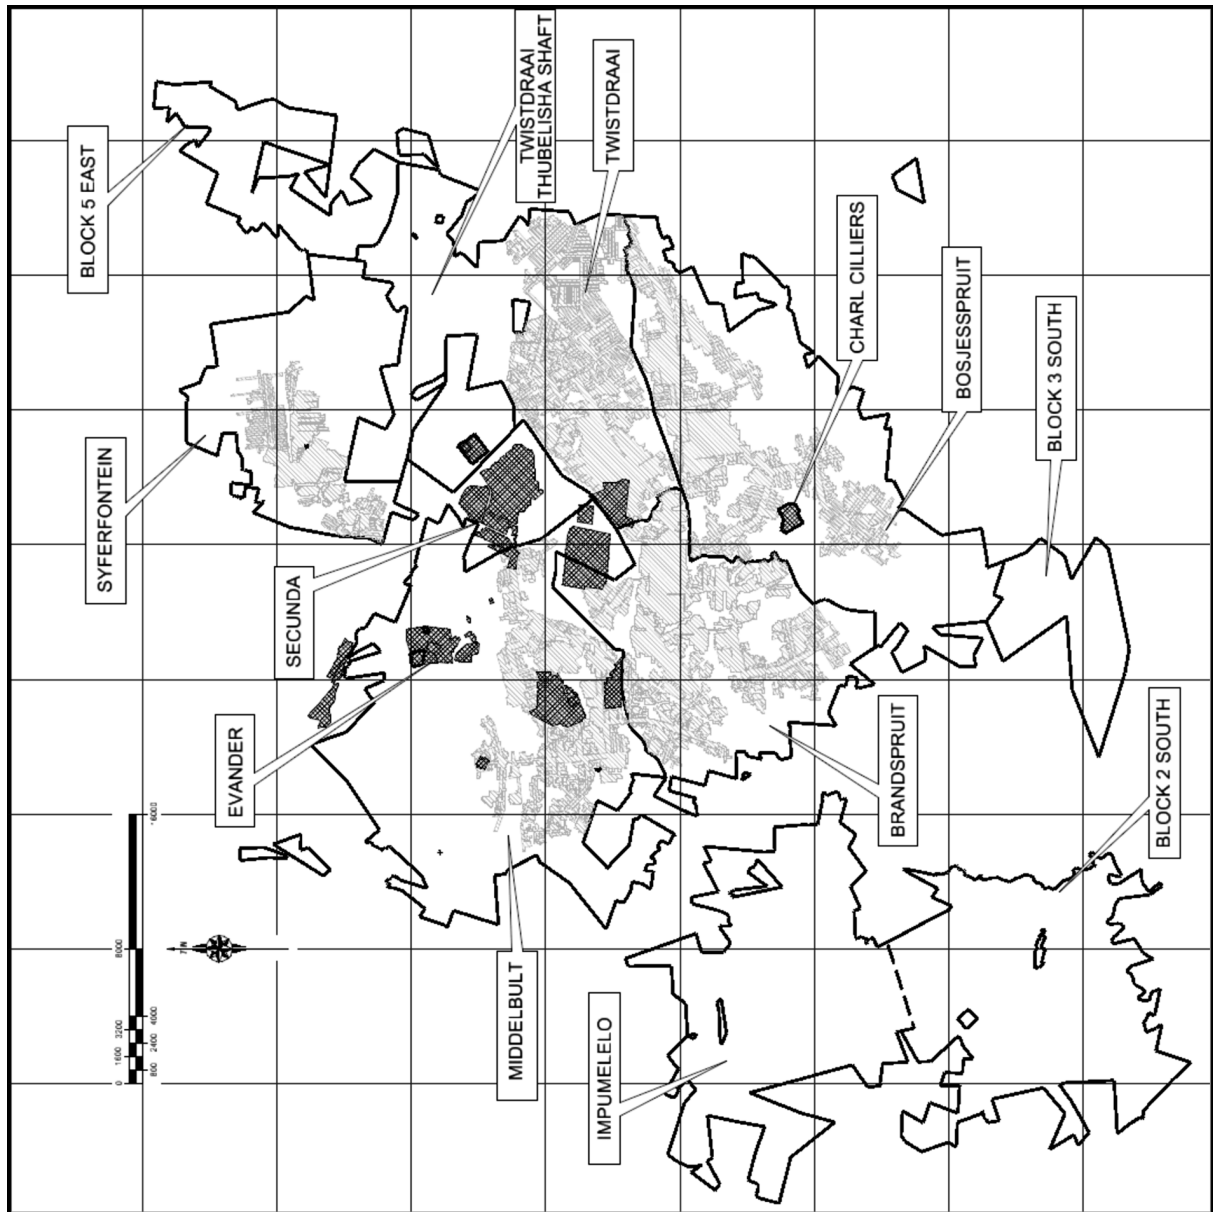 BLOCK 5 EAST
SYFERFONTEIN
EVANDER
SECUNDA
TWISTDRAAI
THUBELISHA SHAFT
TWISTDRAAI
CHARL CILLIERS
BOSJESSPRUIT
BLOCK 3 SOUTH
BRANDSPRUIT
BLOCK 2 SOUTH
MIDDELBULT
IMPUMELELO
0
1600
3200
8000
16000
800
2400
4000